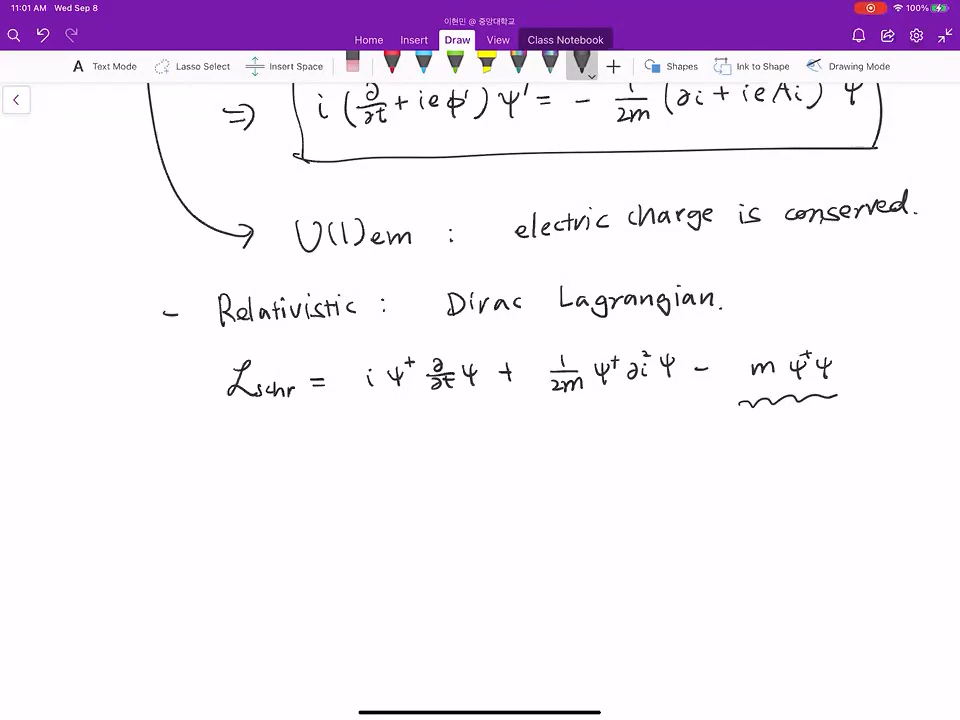 11:01 AM Wed Sep 8
100%
이현민 @ 중앙대학교
Home Insert Draw View Class Notebook
A Text Mode Lasso Select Insert Space Shapes Ink to Shape Drawing Mode
⇒ i (∂/∂t + ieφ') ψ' = - 1/2m (∂i + ieAi) ψ
U(1)em : electric charge is conserved.
- Relativistic : Dirac Lagrangian.
ℒschr = i ψ† ∂/∂t ψ + 1/2m ψ† ∂i² ψ - m ψ†ψ